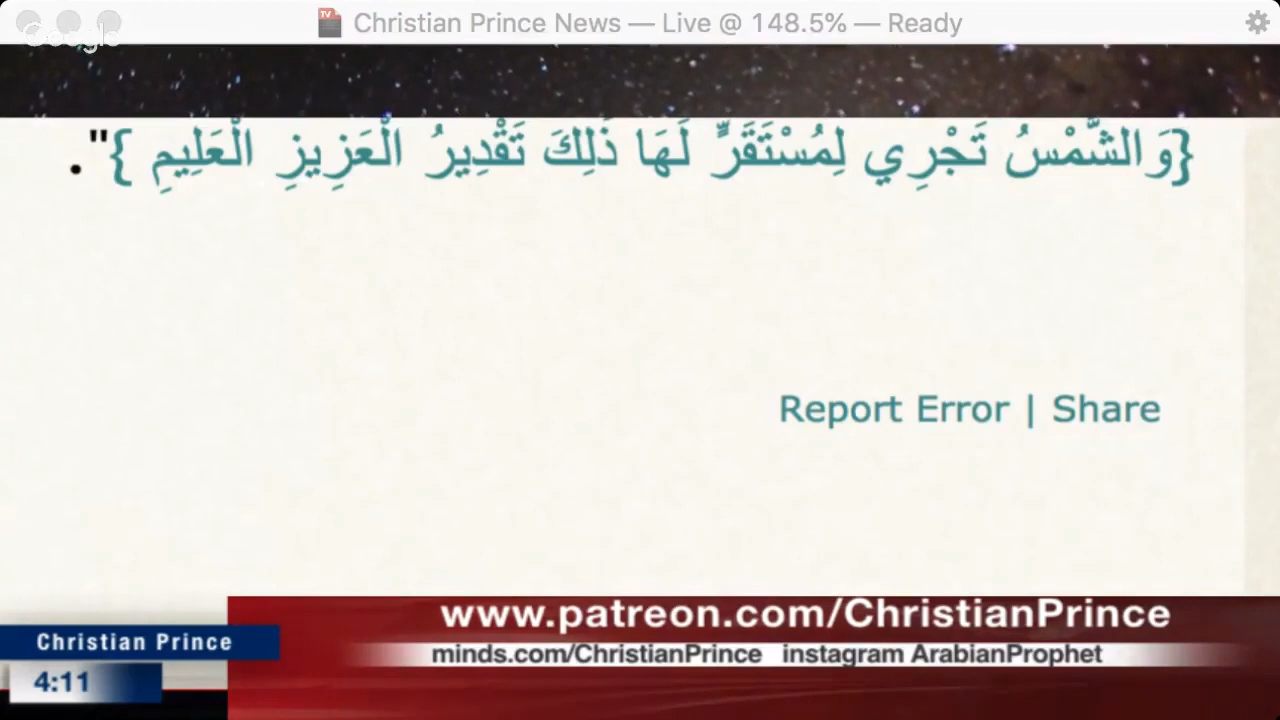 Christian Prince News — Live @ 148.5% — Ready
Google
{وَالشَّمْسُ تَجْرِي لِمُسْتَقَرٍّ لَهَا ذَلِكَ تَقْدِيرُ الْعَزِيزِ الْعَلِيمِ }".
Report Error | Share
www.patreon.com/ChristianPrince
minds.com/ChristianPrince instagram ArabianProphet
Christian Prince
4:11